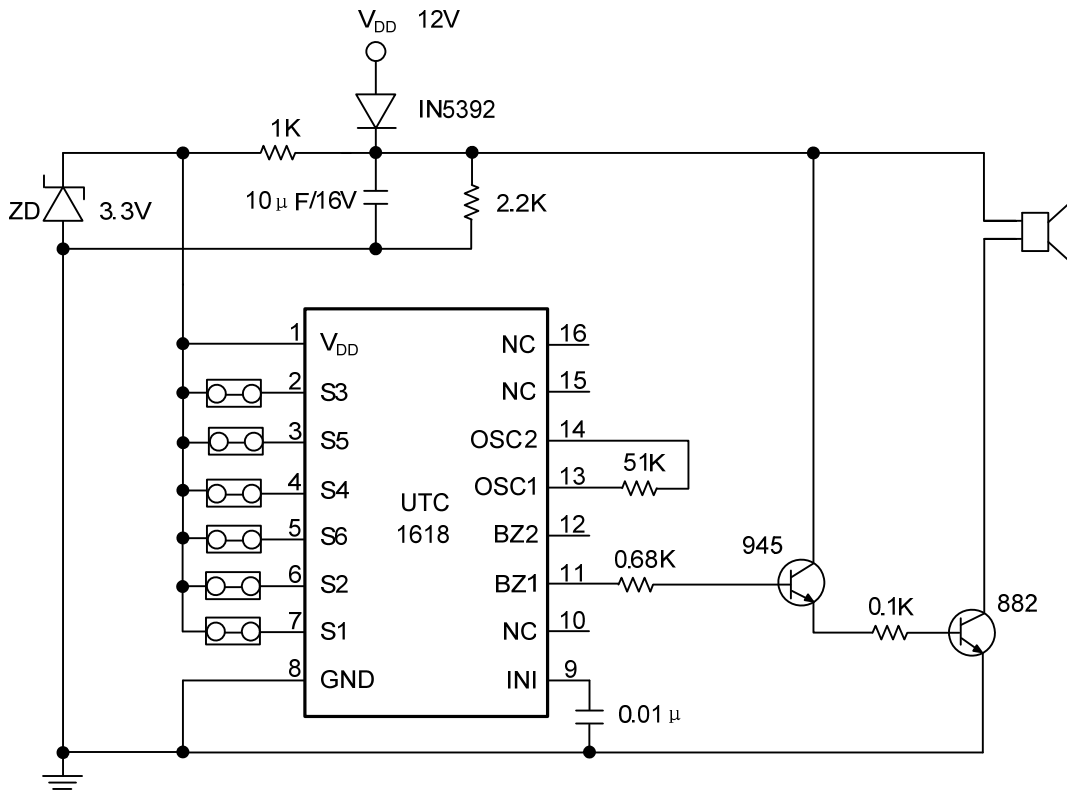 VDD 12V
IN5392
1K
10μF/16V
2.2K
ZD 3.3V
1 VDD
2 S3
3 S5
4 S4
5 S6
6 S2
7 S1
8 GND
UTC
1618
NC 16
NC 15
OSC2 14
OSC1 13
BZ2 12
BZ1 11
NC 10
INI 9
51K
0.68K
945
0.1K
882
0.01μ